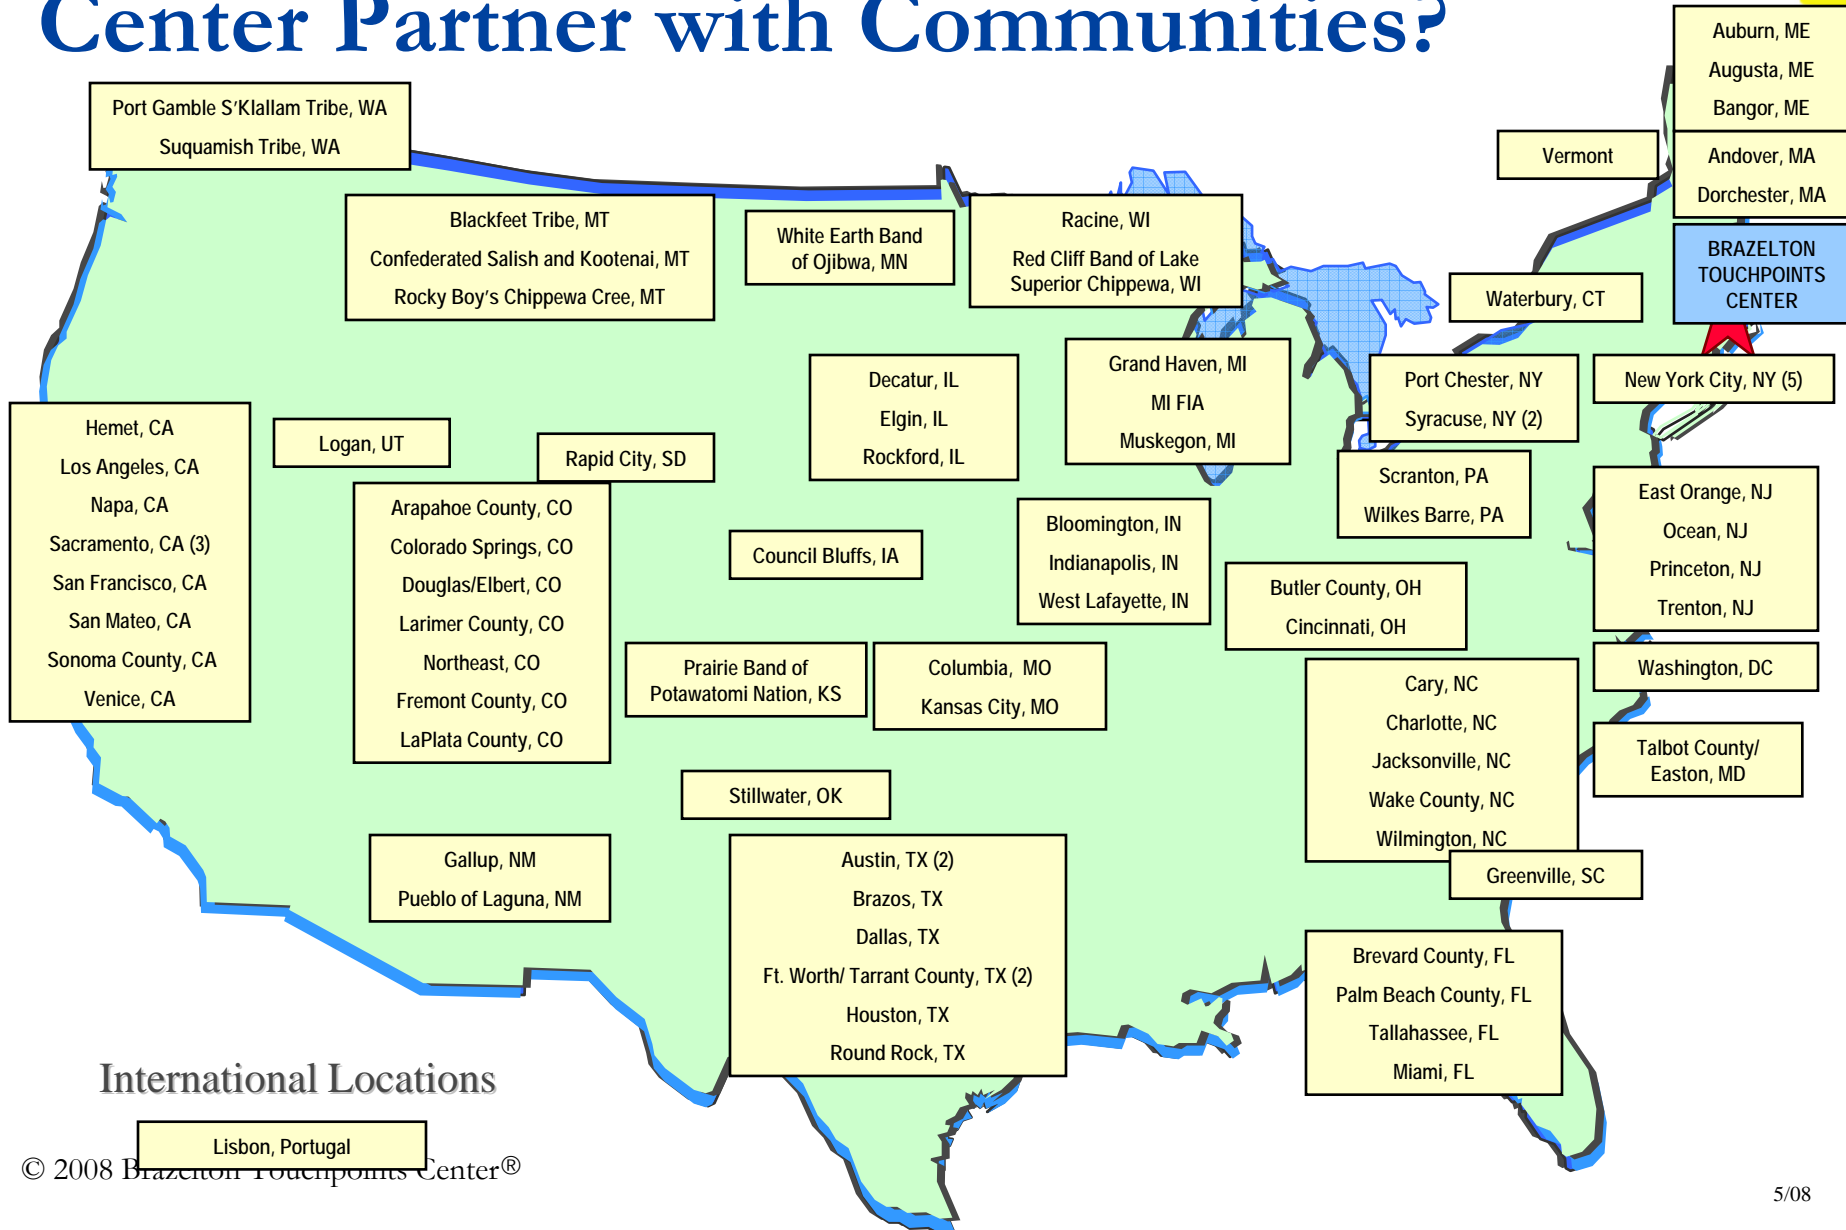 Center Partner with Communities?
Auburn, ME
Augusta, ME
Bangor, ME
Port Gamble S'Klallam Tribe, WA
Suquamish Tribe, WA
Vermont
Andover, MA
Dorchester, MA
Blackfeet Tribe, MT
Confederated Salish and Kootenai, MT
Rocky Boy's Chippewa Cree, MT
White Earth Band
of Ojibwa, MN
Racine, WI
Red Cliff Band of Lake
Superior Chippewa, WI
BRAZELTON
TOUCHPOINTS
CENTER
Waterbury, CT
Decatur, IL
Elgin, IL
Rockford, IL
Grand Haven, MI
MI FIA
Muskegon, MI
Port Chester, NY
Syracuse, NY (2)
New York City, NY (5)
Hemet, CA
Los Angeles, CA
Napa, CA
Sacramento, CA (3)
San Francisco, CA
San Mateo, CA
Sonoma County, CA
Venice, CA
Logan, UT
Rapid City, SD
Arapahoe County, CO
Colorado Springs, CO
Douglas/Elbert, CO
Larimer County, CO
Northeast, CO
Fremont County, CO
LaPlata County, CO
Council Bluffs, IA
Bloomington, IN
Indianapolis, IN
West Lafayette, IN
Scranton, PA
Wilkes Barre, PA
East Orange, NJ
Ocean, NJ
Princeton, NJ
Trenton, NJ
Butler County, OH
Cincinnati, OH
Prairie Band of
Potawatomi Nation, KS
Columbia, MO
Kansas City, MO
Washington, DC
Cary, NC
Charlotte, NC
Jacksonville, NC
Wake County, NC
Wilmington, NC
Talbot County/
Easton, MD
Stillwater, OK
Gallup, NM
Pueblo of Laguna, NM
Austin, TX (2)
Brazos, TX
Dallas, TX
Ft. Worth/ Tarrant County, TX (2)
Houston, TX
Round Rock, TX
Greenville, SC
Brevard County, FL
Palm Beach County, FL
Tallahassee, FL
Miami, FL
International Locations
Lisbon, Portugal
© 2008 Brazelton Touchpoints Center®
5/08